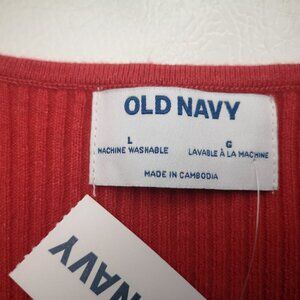 OLD NAVY
L G
MACHINE WASHABLE LAVABLE À LA MACHINE
MADE IN CAMBODIA
NAVY